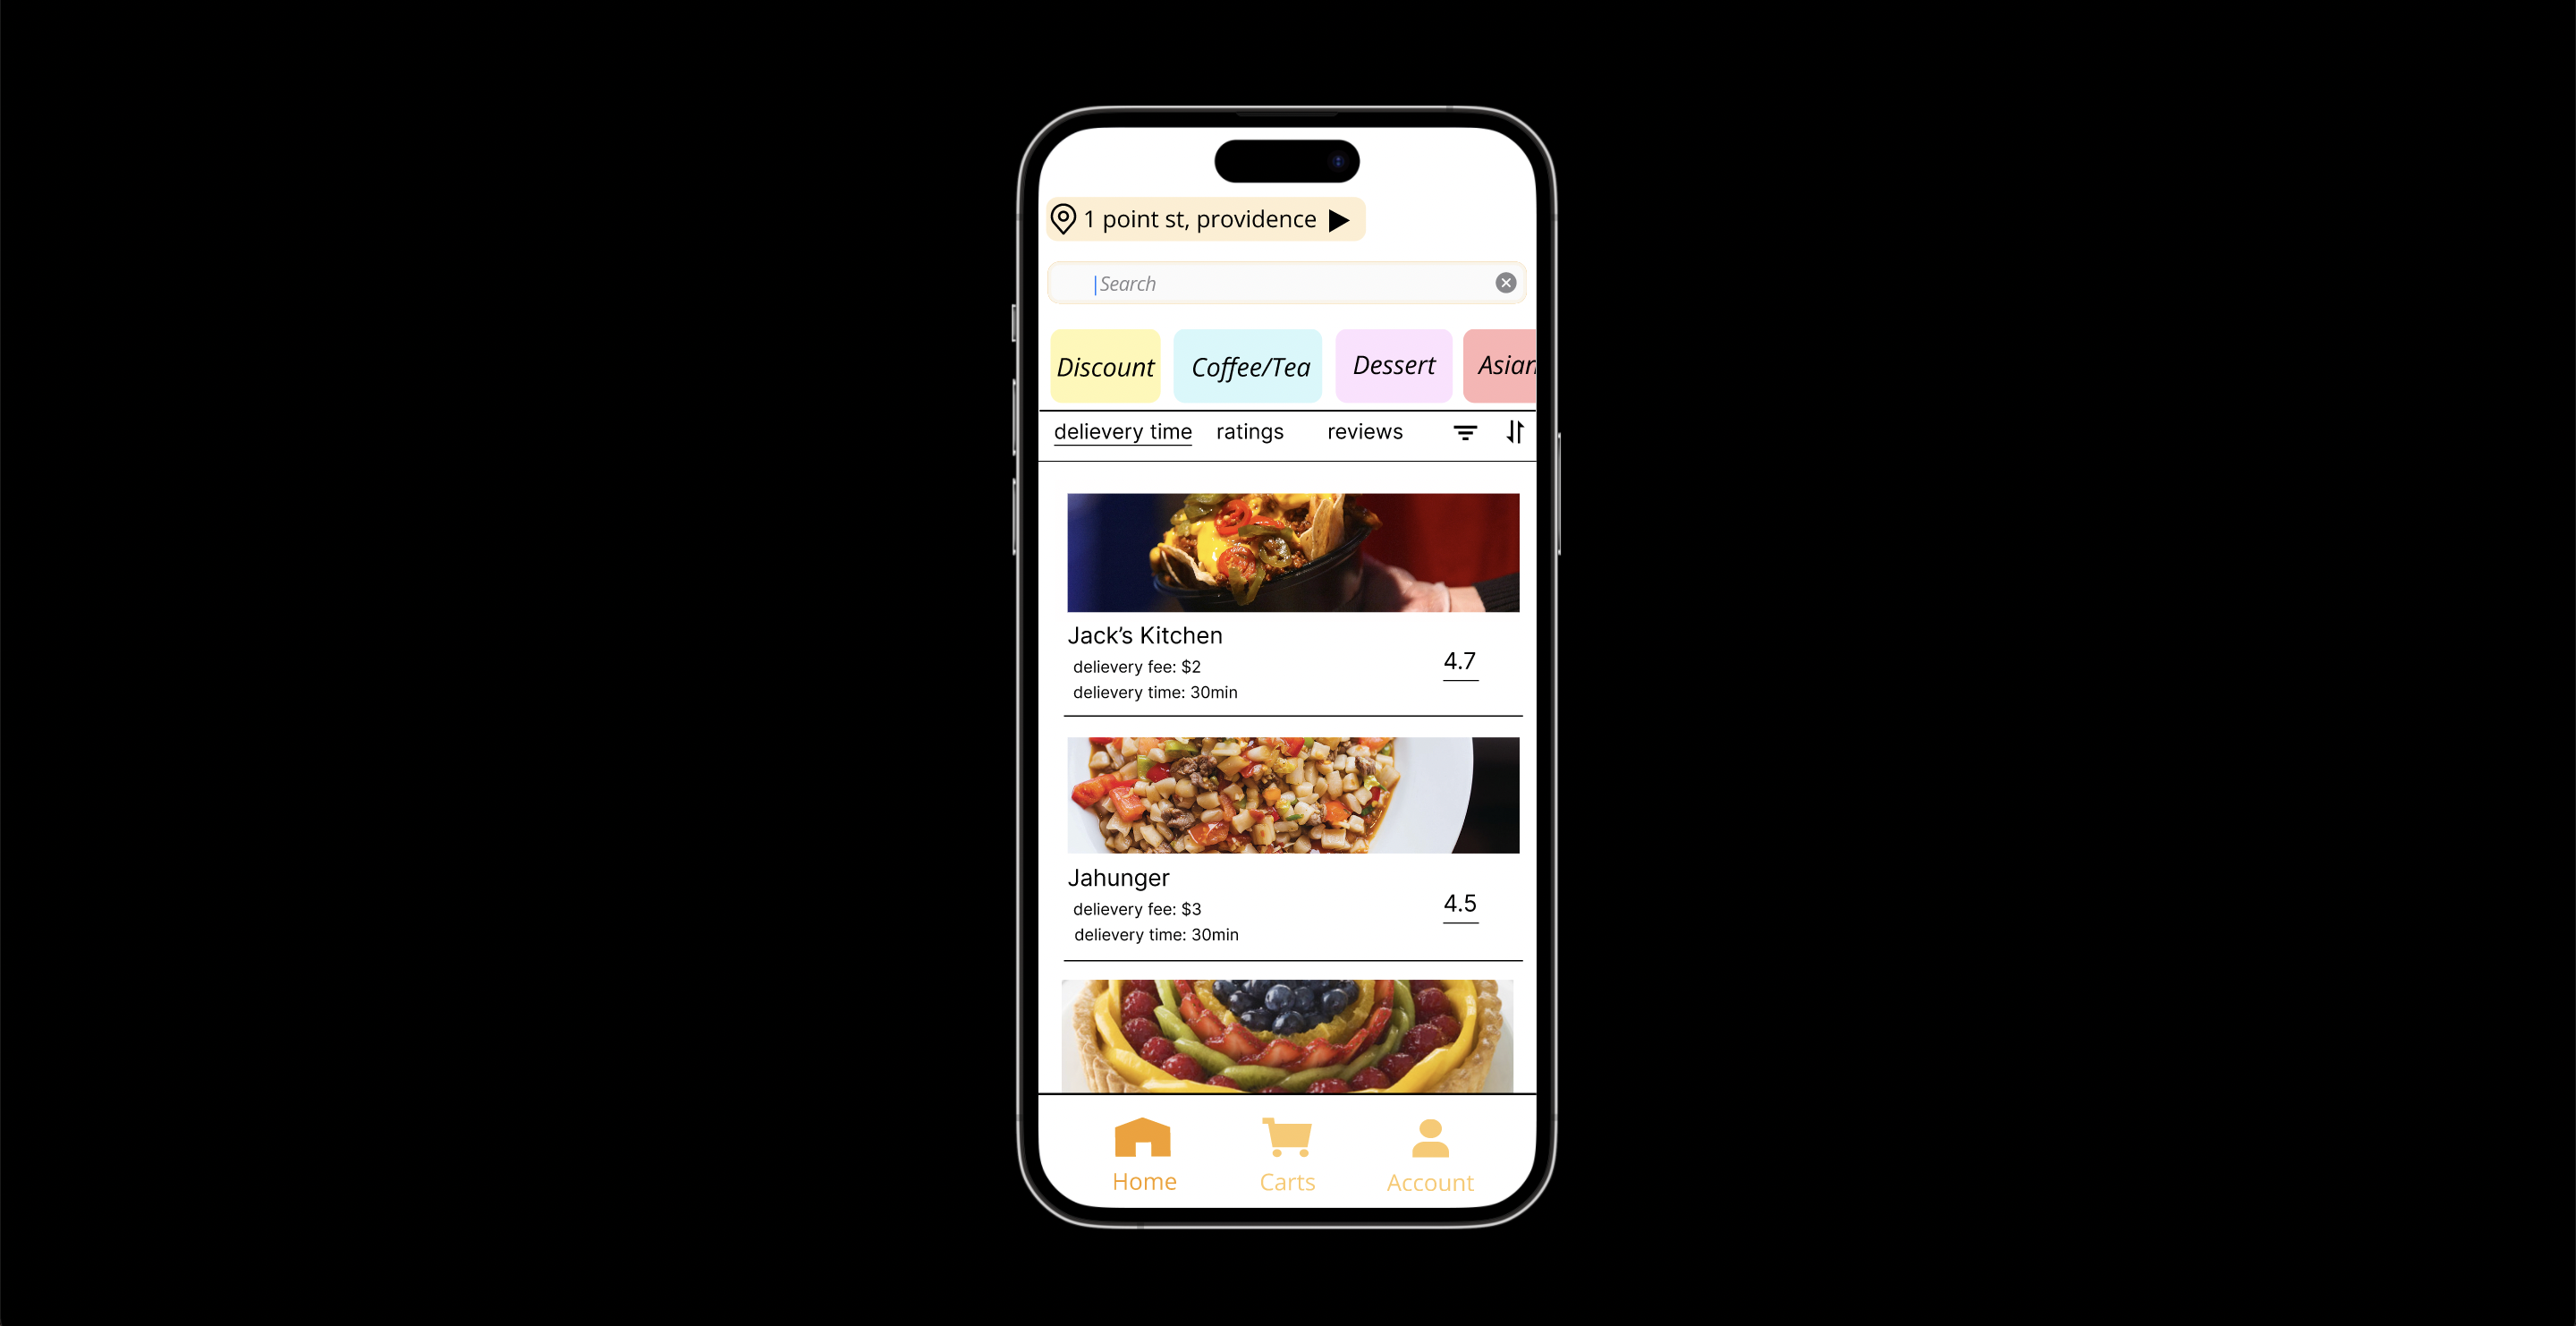 1 point st, providence
Search
Discount Coffee/Tea Dessert Asian
delievery time ratings reviews
Jack’s Kitchen
4.7
delievery fee: $2
delievery time: 30min
Jahunger
4.5
delievery fee: $3
delievery time: 30min
Home Carts Account